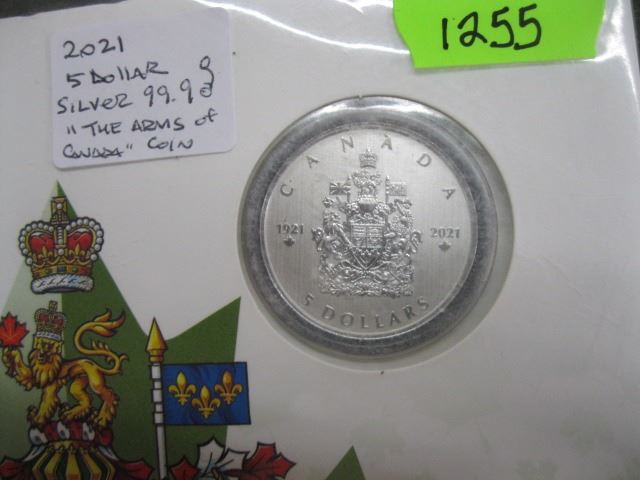 2021
5 DOLLAR
SILVER 99.9%
"THE ARMS of
CANADA" COIN
1255
CANADA
1921 2021
5 DOLLARS